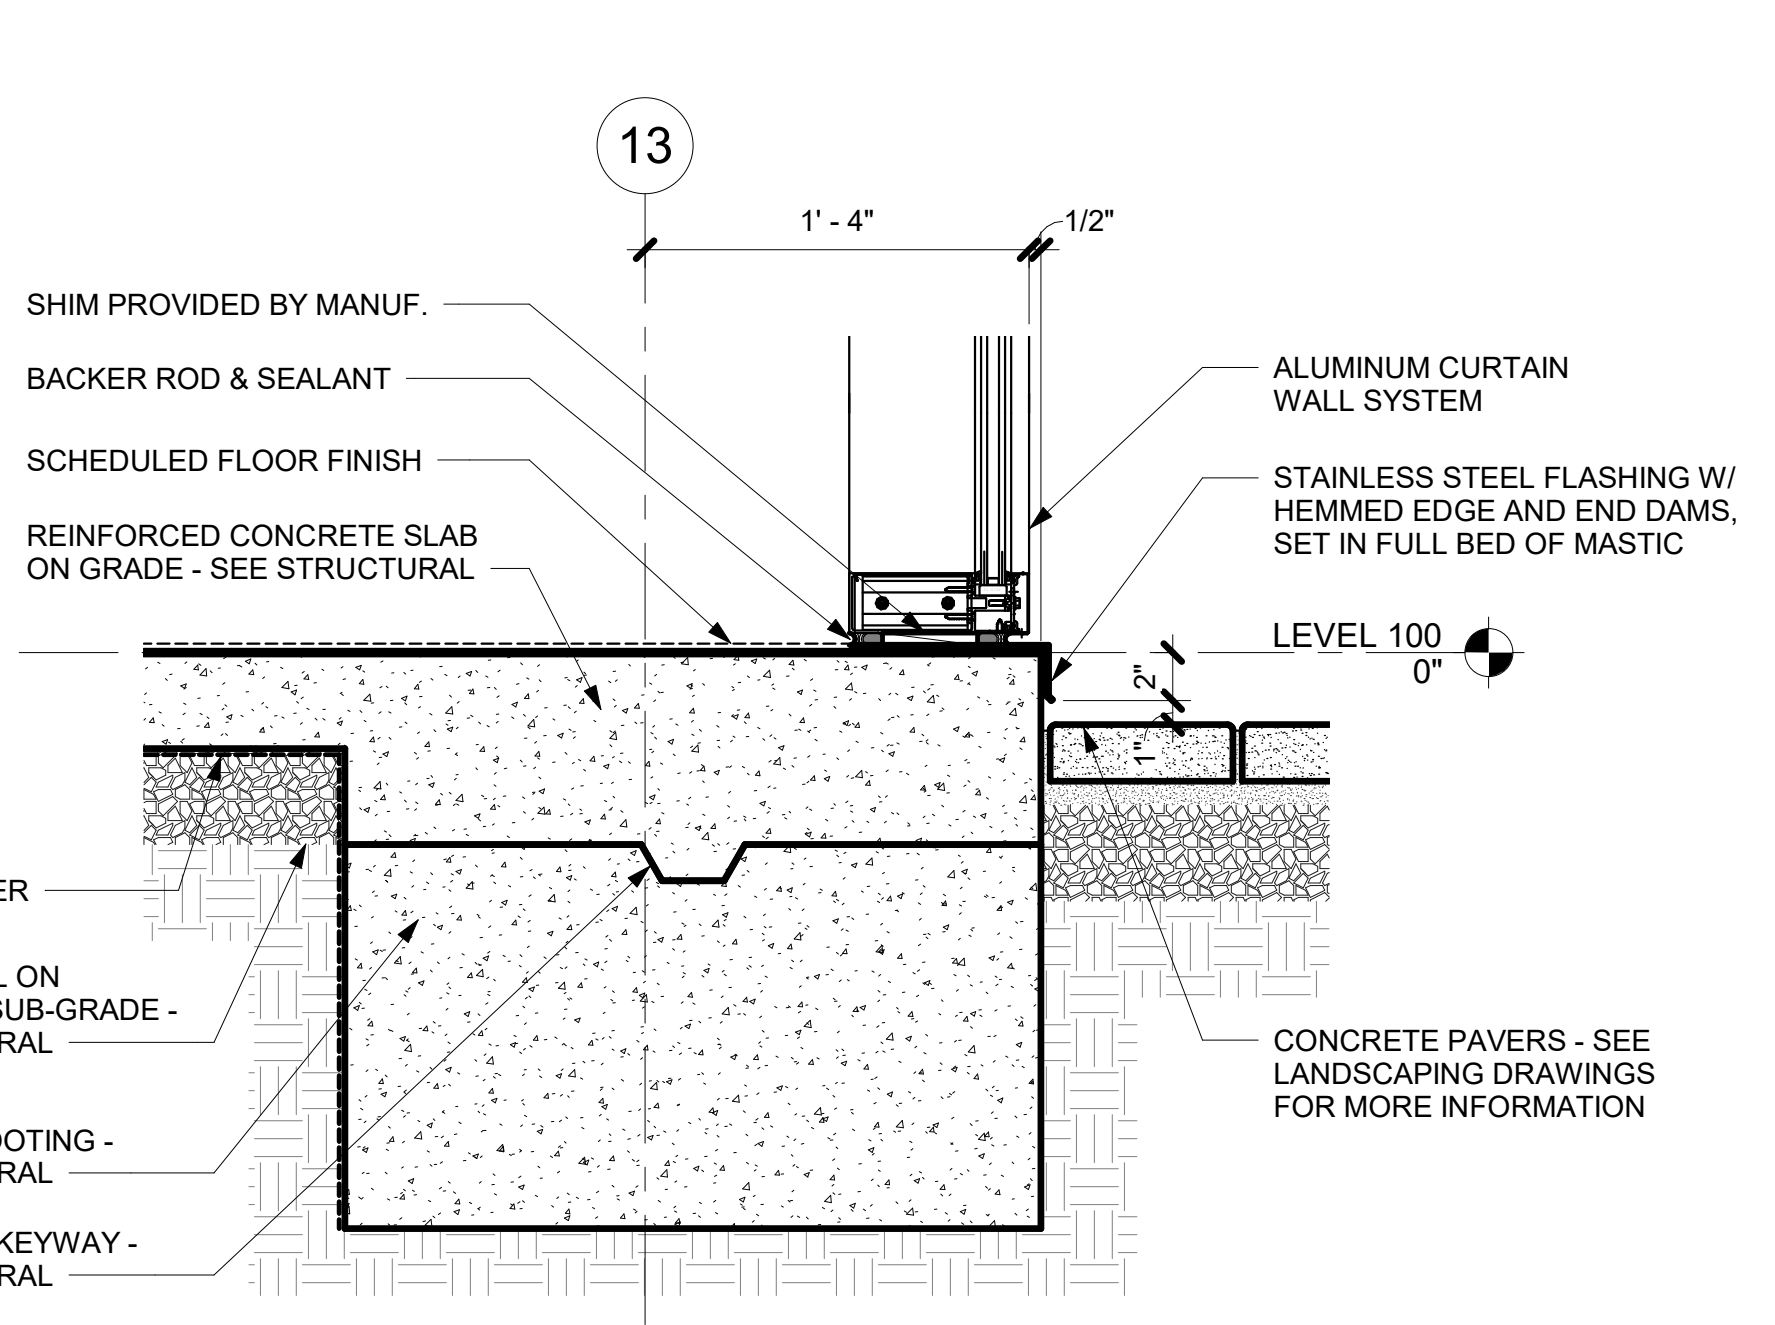 13
1' - 4"
1/2"
SHIM PROVIDED BY MANUF.
BACKER ROD & SEALANT
SCHEDULED FLOOR FINISH
REINFORCED CONCRETE SLAB
ON GRADE - SEE STRUCTURAL
ER
L ON
SUB-GRADE -
RAL
OOTING -
RAL
KEYWAY -
RAL
ALUMINUM CURTAIN
WALL SYSTEM
STAINLESS STEEL FLASHING W/
HEMMED EDGE AND END DAMS,
SET IN FULL BED OF MASTIC
LEVEL 100
0"
2"
1"
CONCRETE PAVERS - SEE
LANDSCAPING DRAWINGS
FOR MORE INFORMATION